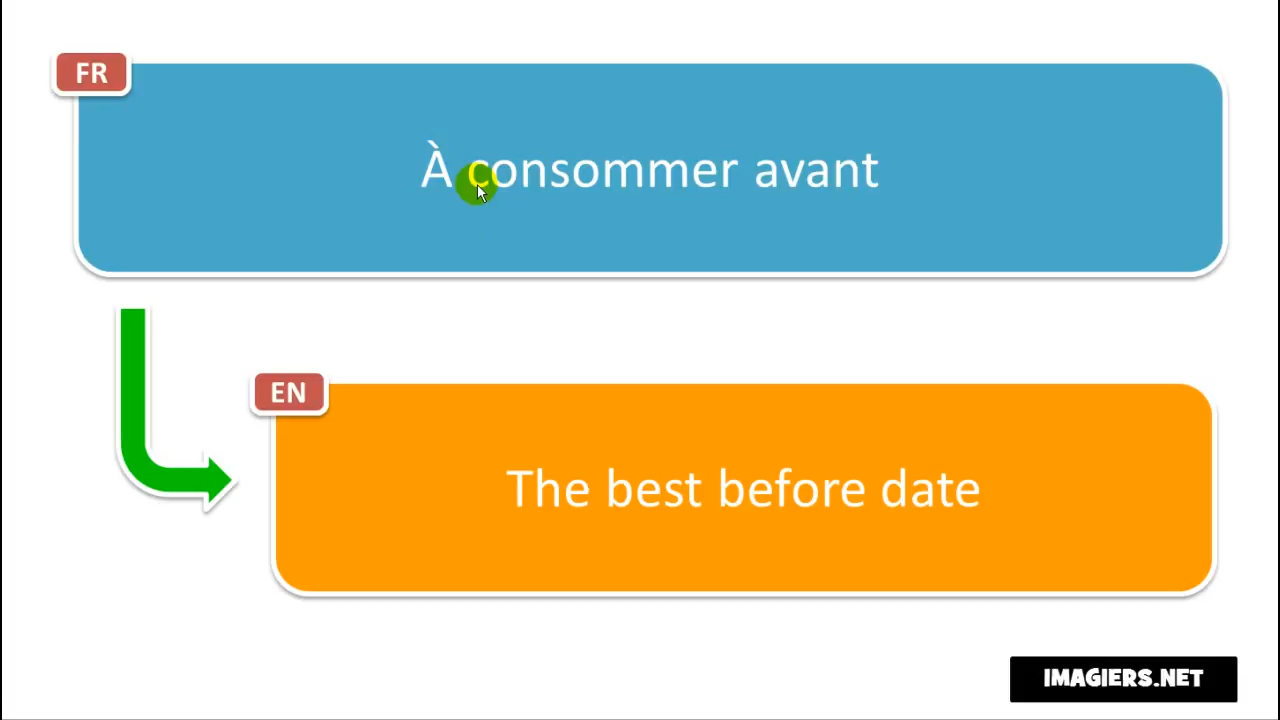 FR
À consommer avant
EN
The best before date
IMAGIERS.NET